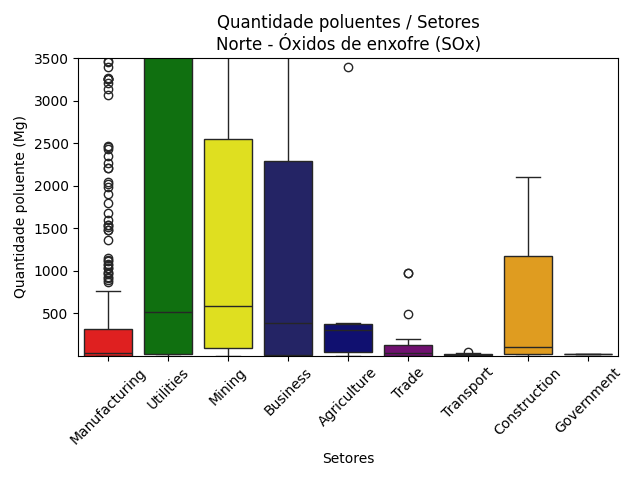 Quantidade poluentes / Setores
Norte - Óxidos de enxofre (SOx)
Quantidade poluente (Mg)
3500
3000
2500
2000
1500
1000
500
Manufacturing
Utilities
Mining
Business
Agriculture
Trade
Transport
Construction
Government
Setores